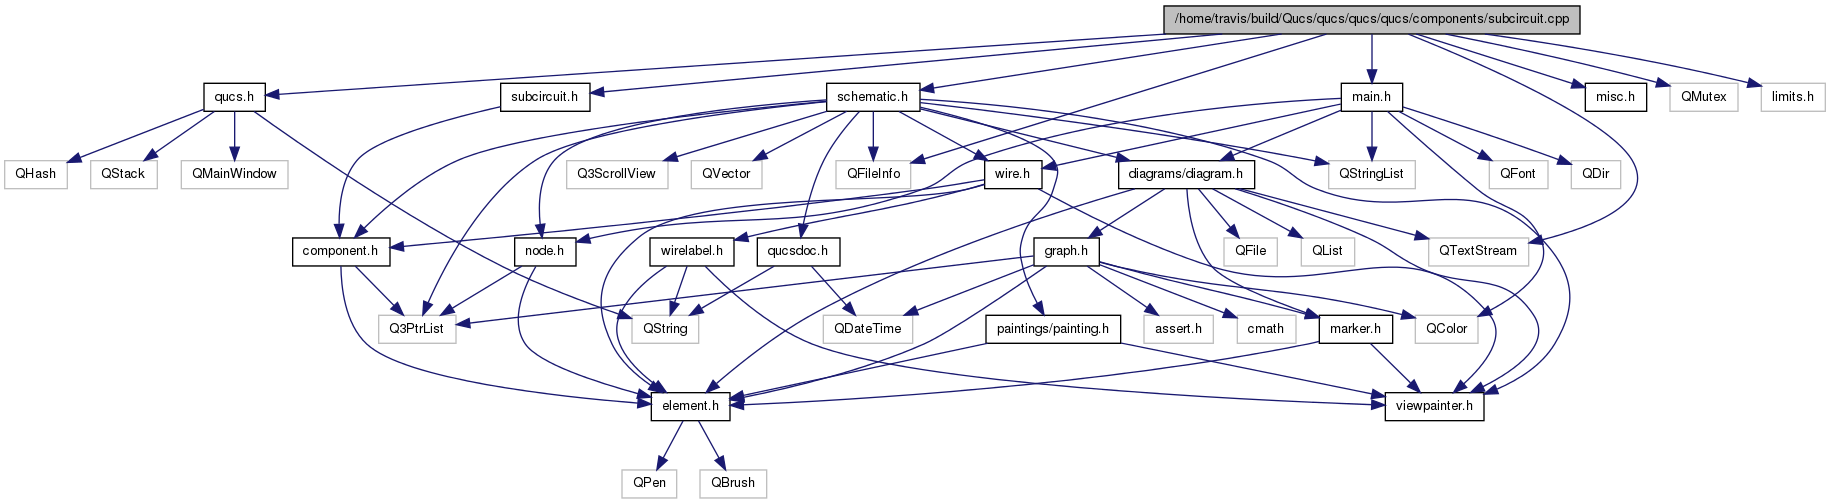 /home/travis/build/Qucs/qucs/qucs/qucs/components/subcircuit.cpp
qucs.h
subcircuit.h
schematic.h
main.h
misc.h
QMutex
limits.h
QHash
QStack
QMainWindow
Q3ScrollView
QVector
QFileInfo
wire.h
diagrams/diagram.h
QStringList
QFont
QDir
component.h
node.h
wirelabel.h
qucsdoc.h
graph.h
QFile
QList
QTextStream
Q3PtrList
QString
QDateTime
paintings/painting.h
assert.h
cmath
marker.h
QColor
element.h
viewpainter.h
QPen
QBrush